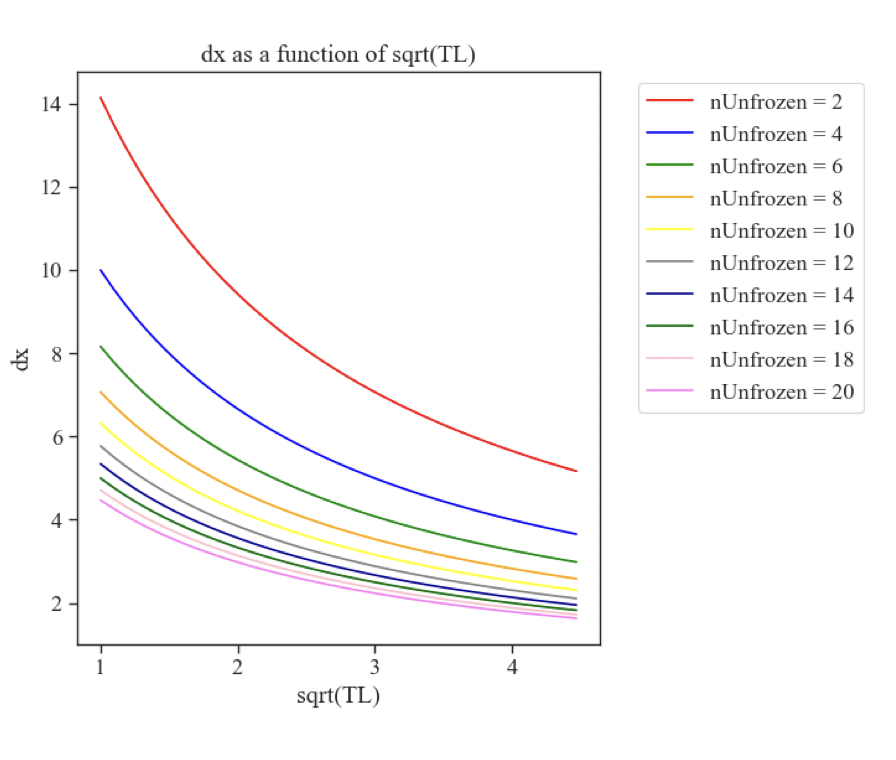 dx as a function of sqrt(TL)
14
12
10
8
6
4
2
dx
1 2 3 4
sqrt(TL)
nUnfrozen = 2
nUnfrozen = 4
nUnfrozen = 6
nUnfrozen = 8
nUnfrozen = 10
nUnfrozen = 12
nUnfrozen = 14
nUnfrozen = 16
nUnfrozen = 18
nUnfrozen = 20